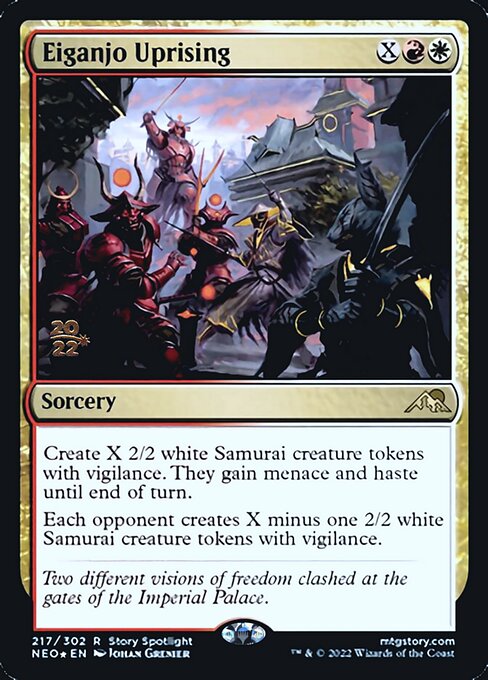 Eiganjo Uprising X
20
22
Sorcery
Create X 2/2 white Samurai creature tokens
with vigilance. They gain menace and haste
until end of turn.
Each opponent creates X minus one 2/2 white
Samurai creature tokens with vigilance.
Two different visions of freedom clashed at the
gates of the Imperial Palace.
217/302 R Story Spotlight mtgstory.com
NEO★EN Johan Grenier ™ & © 2022 Wizards of the Coast